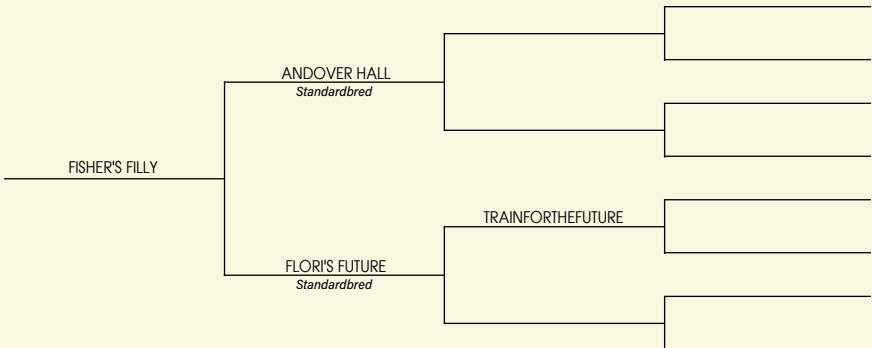 ANDOVER HALL
Standardbred
FISHER'S FILLY
TRAINFORTHEFUTURE
FLORI'S FUTURE
Standardbred